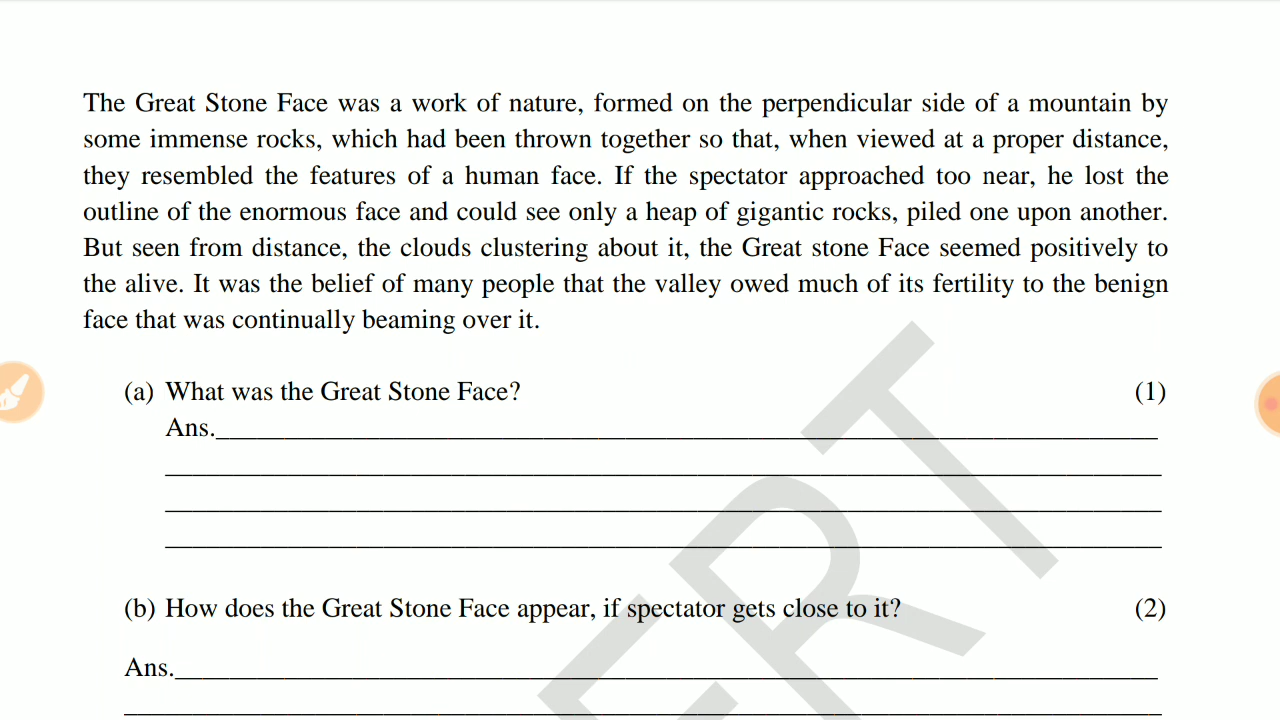 The Great Stone Face was a work of nature, formed on the perpendicular side of a mountain by
some immense rocks, which had been thrown together so that, when viewed at a proper distance,
they resembled the features of a human face. If the spectator approached too near, he lost the
outline of the enormous face and could see only a heap of gigantic rocks, piled one upon another.
But seen from distance, the clouds clustering about it, the Great stone Face seemed positively to
the alive. It was the belief of many people that the valley owed much of its fertility to the benign
face that was continually beaming over it.
(a) What was the Great Stone Face? (1)
Ans.
(b) How does the Great Stone Face appear, if spectator gets close to it? (2)
Ans.
ERT